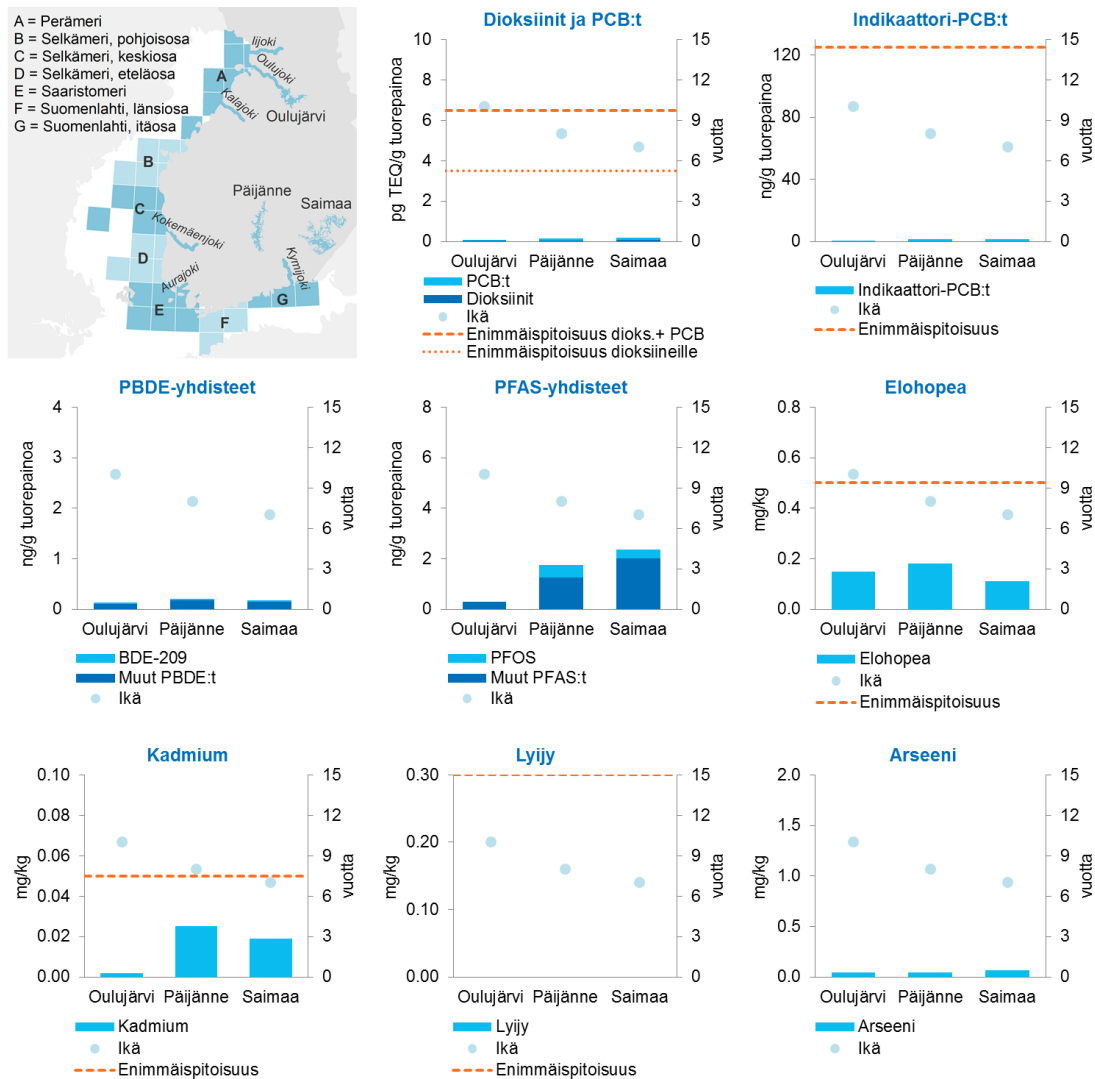 A = Perämeri
B = Selkämeri, pohjoisosa
C = Selkämeri, keskiosa
D = Selkämeri, eteläosa
E = Saaristomeri
F = Suomenlahti, länsiosa
G = Suomenlahti, itäosa
Iijoki
Oulujoki
A
Kalajoki
Oulujärvi
B
Päijänne
C
Saimaa
Kokemäenjoki
D
Aurajoki
Kymijoki
E
F
G
Dioksiinit ja PCB:t
pg TEQ/g tuorepainoa
10
8
6
4
2
0
15
12
9
6
3
0
vuotta
Oulujärvi Päijänne Saimaa
PCB:t
Dioksiinit
Ikä
Enimmäispitoisuus dioks.+ PCB
Enimmäispitoisuus dioksiineille
Indikaattori-PCB:t
ng/g tuorepainoa
120
80
40
0
15
12
9
6
3
0
vuotta
Oulujärvi Päijänne Saimaa
Indikaattori-PCB:t
Ikä
Enimmäispitoisuus
PBDE-yhdisteet
ng/g tuorepainoa
4
3
2
1
0
15
12
9
6
3
0
vuotta
Oulujärvi Päijänne Saimaa
BDE-209
Muut PBDE:t
Ikä
PFAS-yhdisteet
ng/g tuorepainoa
8
6
4
2
0
15
12
9
6
3
0
vuotta
Oulujärvi Päijänne Saimaa
PFOS
Muut PFAS:t
Ikä
Elohopea
mg/kg
0.8
0.6
0.4
0.2
0.0
15
12
9
6
3
0
vuotta
Oulujärvi Päijänne Saimaa
Elohopea
Ikä
Enimmäispitoisuus
Kadmium
mg/kg
0.10
0.08
0.06
0.04
0.02
0.00
15
12
9
6
3
0
vuotta
Oulujärvi Päijänne Saimaa
Kadmium
Ikä
Enimmäispitoisuus
Lyijy
mg/kg
0.30
0.20
0.10
0.00
15
12
9
6
3
0
vuotta
Oulujärvi Päijänne Saimaa
Lyijy
Ikä
Enimmäispitoisuus
Arseeni
mg/kg
2.0
1.5
1.0
0.5
0.0
15
12
9
6
3
0
vuotta
Oulujärvi Päijänne Saimaa
Arseeni
Ikä